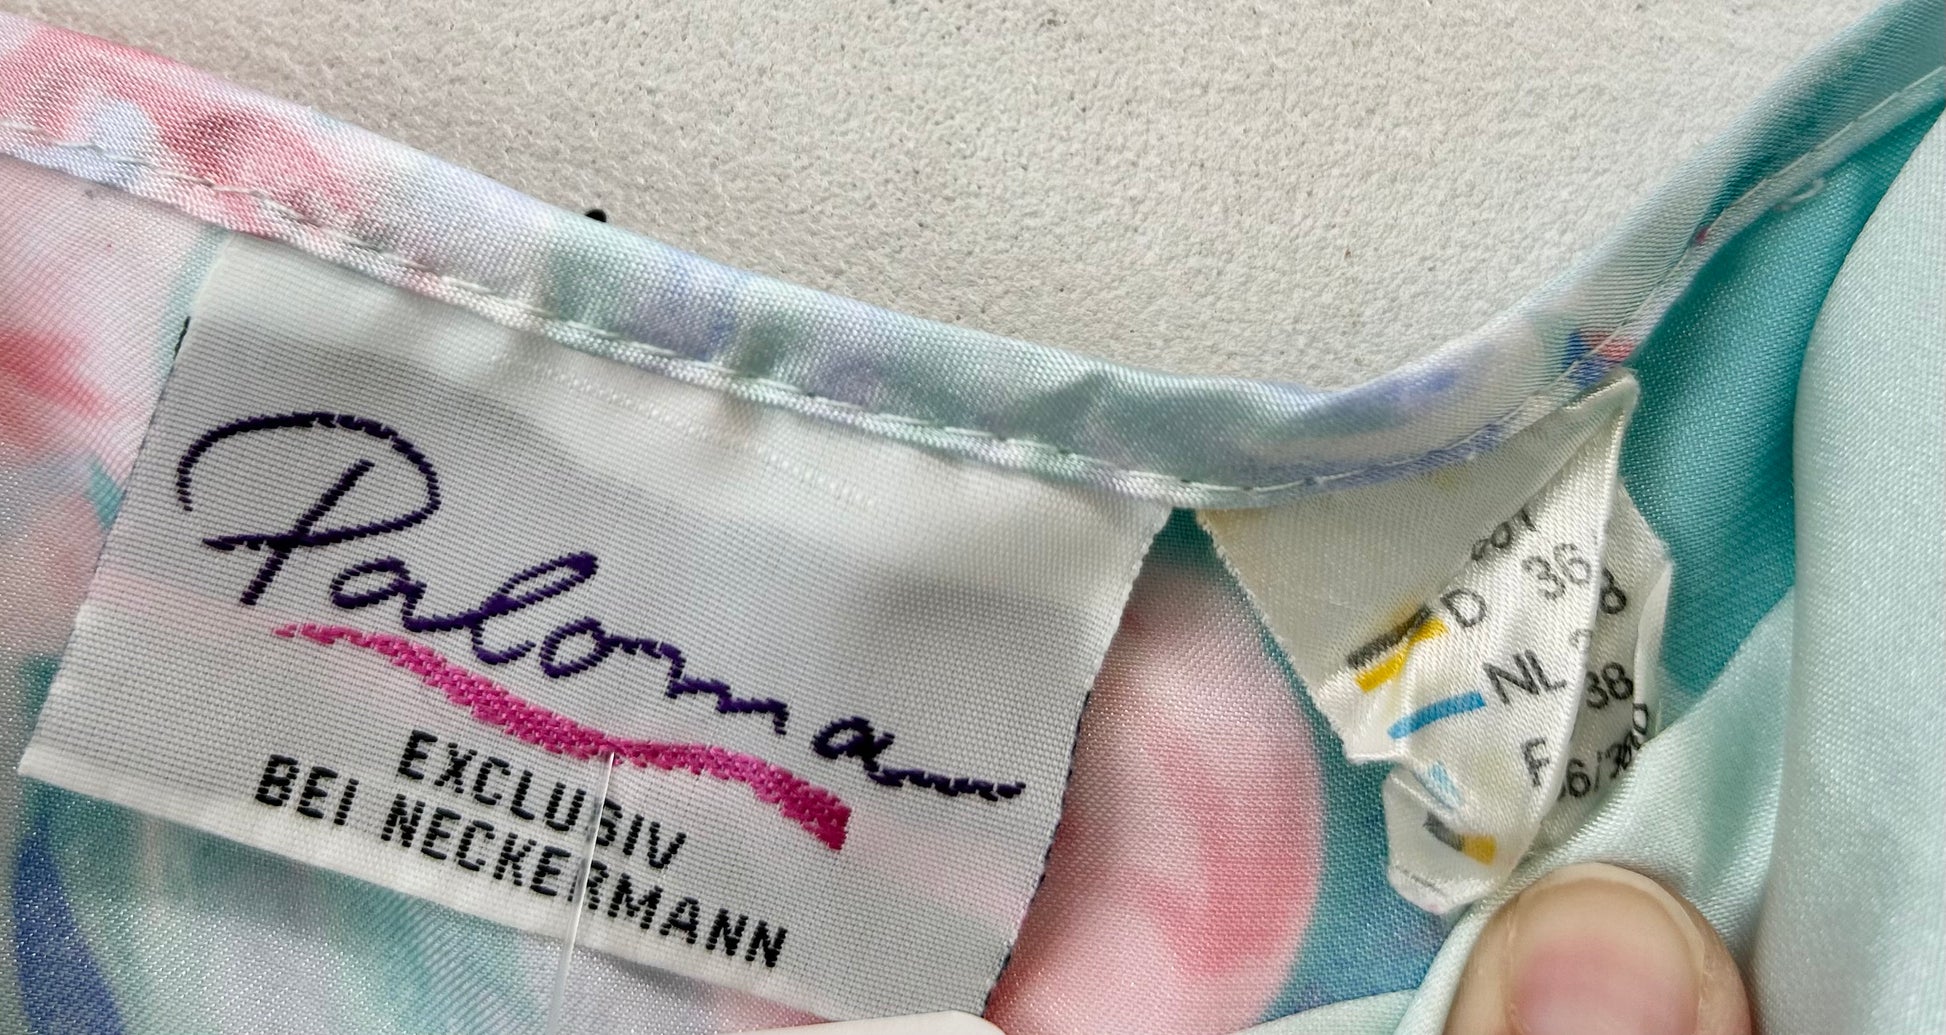 Paloma
EXCLUSIV
BEI NECKERMANN
D 36
NL
38
F